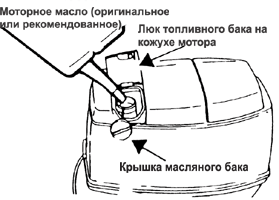 Моторное масло (оригинальное
или рекомендованное)
Люк топливного бака на
кожухе мотора
Крышка масляного бака